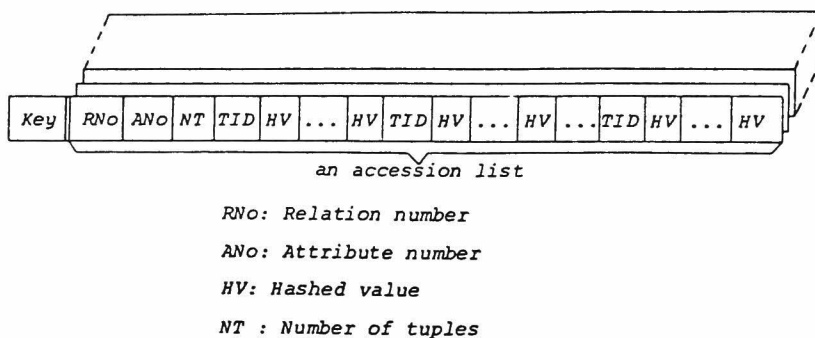 Key RNo ANo NT TID HV ... HV TID HV ... HV ... TID HV ... HV
an accession list
RNo: Relation number
ANo: Attribute number
HV: Hashed value
NT : Number of tuples